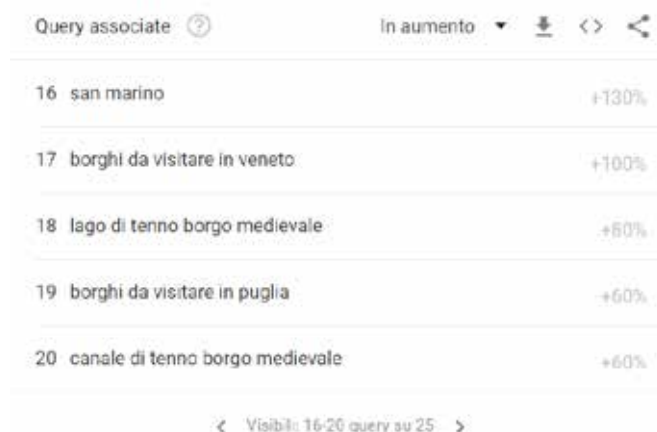 Query associate ? In aumento
16 san marino +130%
17 borghi da visitare in veneto +100%
18 lago di tenno borgo medievale +80%
19 borghi da visitare in puglia +60%
20 canale di tenno borgo medievale +60%
< Visibili: 16-20 query su 25 >